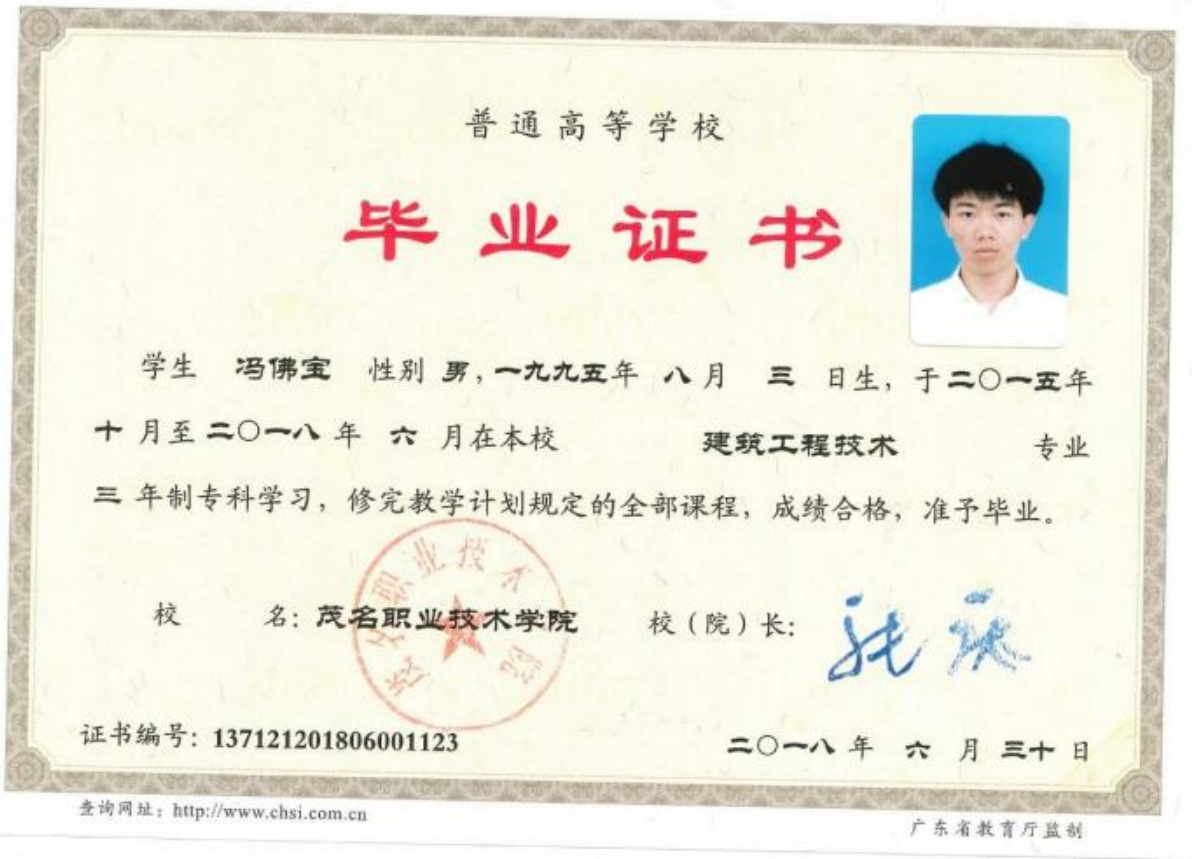 普通高等学校
毕业证书
学生 冯佛宝 性别 男，一九九五年 八 月 三 日生，于二〇一五年
十 月至二〇一八 年 六 月在本校 建筑工程技术 专业
三 年制专科学习，修完教学计划规定的全部课程，成绩合格，准予毕业。
校 名：茂名职业技术学院 校（院）长：
证书编号：137121201806001123
二〇一八 年 六 月 三十 日
查询网址：http://www.chsi.com.cn
广东省教育厅监制